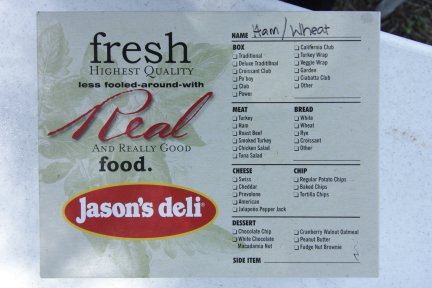 fresh
HIGHEST QUALITY
less fooled-around-with
Real
AND REALLY GOOD
food.
Jason's deli®
NAME Ham/Wheat
BOX
Traditional
Deluxe Traditional
Croissant Club
Po'boy
Club
Power
California Club
Turkey Wrap
Veggie Wrap
Garden
Ciabatta Club
Other
MEAT
Turkey
Ham
Roast Beef
Smoked Turkey
Chicken Salad
Tuna Salad
BREAD
White
Wheat
Rye
Croissant
Other
CHEESE
Swiss
Cheddar
Provolone
American
Jalapeño Pepper Jack
CHIP
Regular Potato Chips
Baked Chips
Tortilla Chips
DESSERT
Chocolate Chip
White Chocolate
Macadamia Nut
Cranberry Walnut Oatmeal
Peanut Butter
Fudge Nut Brownie
SIDE ITEM